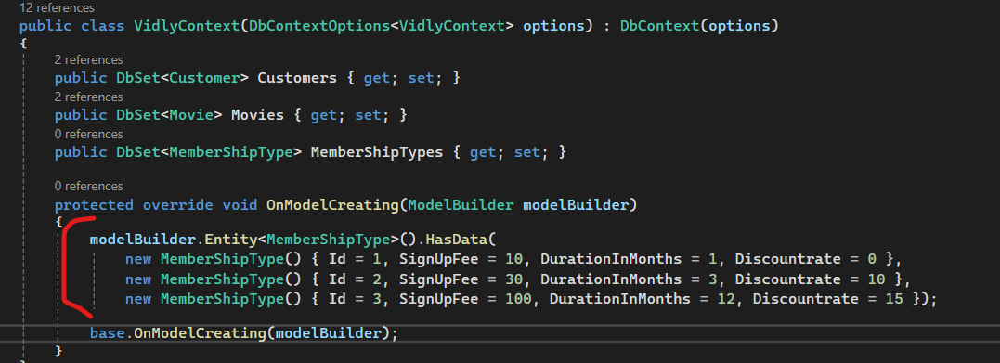 12 references
public class VidlyContext(DbContextOptions<VidlyContext> options) : DbContext(options)
{
2 references
public DbSet<Customer> Customers { get; set; }
2 references
public DbSet<Movie> Movies { get; set; }
0 references
public DbSet<MemberShipType> MemberShipTypes { get; set; }
0 references
protected override void OnModelCreating(ModelBuilder modelBuilder)
{
modelBuilder.Entity<MemberShipType>().HasData(
new MemberShipType() { Id = 1, SignUpFee = 10, DurationInMonths = 1, Discountrate = 0 },
new MemberShipType() { Id = 2, SignUpFee = 30, DurationInMonths = 3, Discountrate = 10 },
new MemberShipType() { Id = 3, SignUpFee = 100, DurationInMonths = 12, Discountrate = 15 });
base.OnModelCreating(modelBuilder);
}